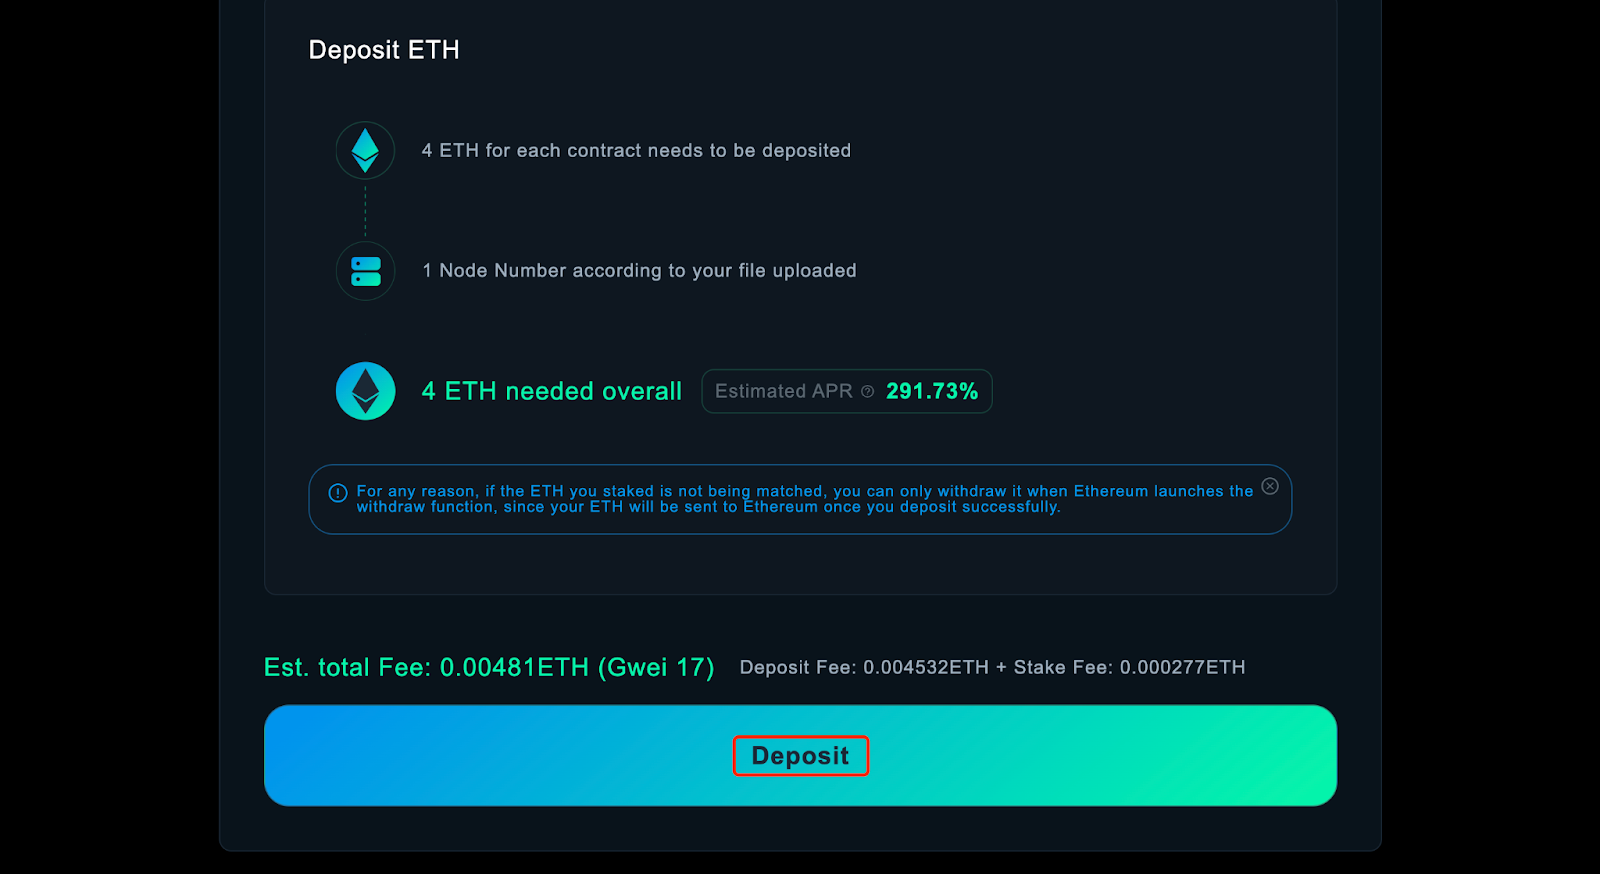 Deposit ETH
4 ETH for each contract needs to be deposited
1 Node Number according to your file uploaded
4 ETH needed overall Estimated APR ? 291.73%
For any reason, if the ETH you staked is not being matched, you can only withdraw it when Ethereum launches the
withdraw function, since your ETH will be sent to Ethereum once you deposit successfully.
Est. total Fee: 0.00481ETH (Gwei 17) Deposit Fee: 0.004532ETH + Stake Fee: 0.000277ETH
Deposit